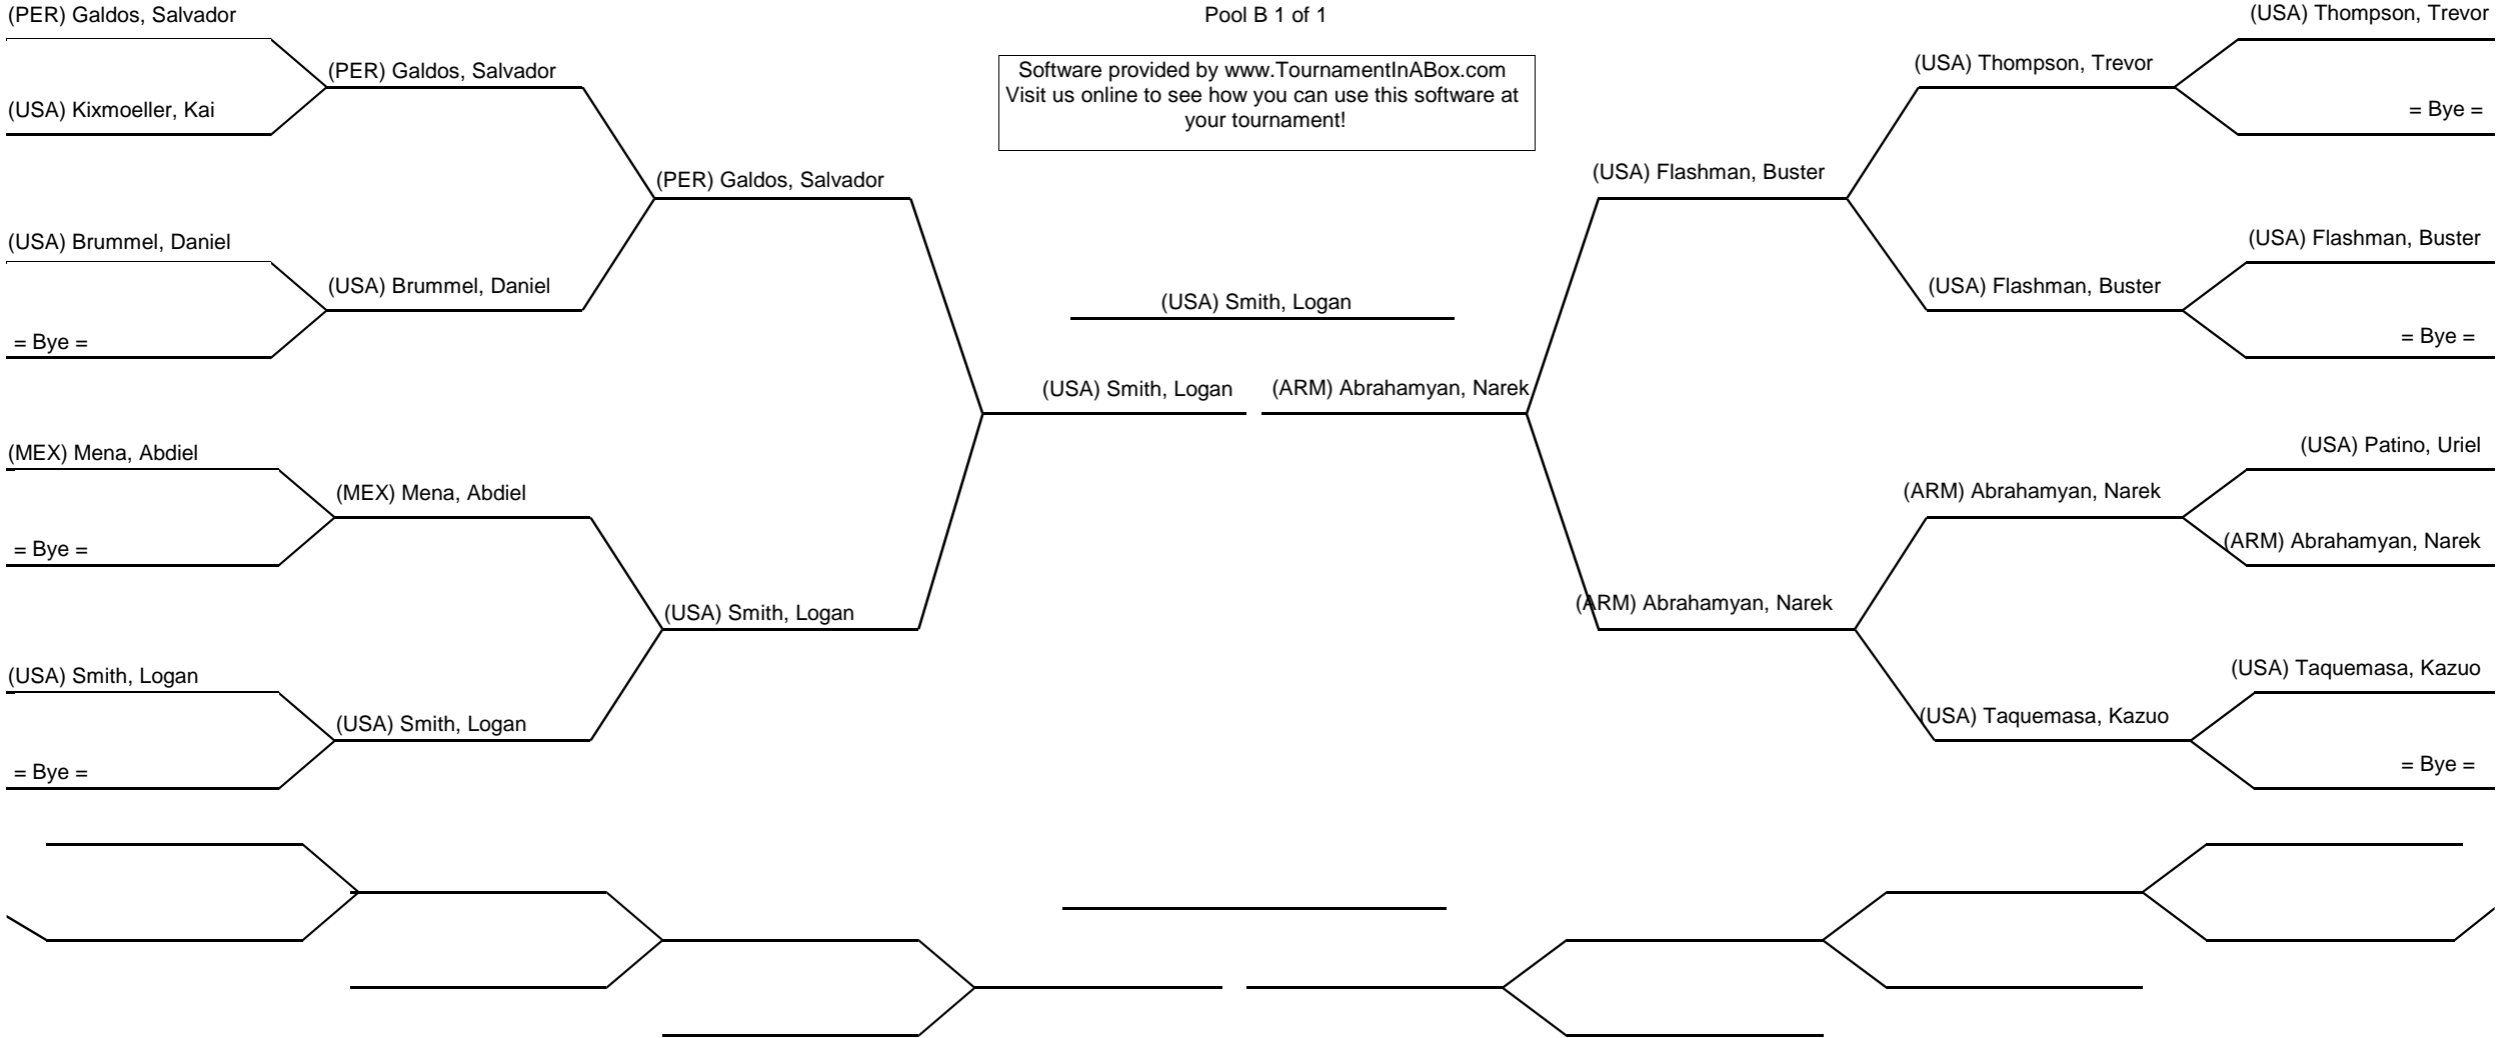 (PER) Galdos, Salvador
(USA) Kixmoeller, Kai
(USA) Brummel, Daniel
= Bye =
(MEX) Mena, Abdiel
= Bye =
(USA) Smith, Logan
= Bye =
(PER) Galdos, Salvador
(USA) Brummel, Daniel
(MEX) Mena, Abdiel
(USA) Smith, Logan
(PER) Galdos, Salvador
(USA) Smith, Logan
Pool B 1 of 1
Software provided by www.TournamentInABox.com
Visit us online to see how you can use this software at
your tournament!
(USA) Smith, Logan
(USA) Smith, Logan
(ARM) Abrahamyan, Narek
(USA) Flashman, Buster
(ARM) Abrahamyan, Narek
(USA) Thompson, Trevor
(USA) Flashman, Buster
(ARM) Abrahamyan, Narek
(USA) Taquemasa, Kazuo
(USA) Thompson, Trevor
= Bye =
(USA) Flashman, Buster
= Bye =
(USA) Patino, Uriel
(ARM) Abrahamyan, Narek
(USA) Taquemasa, Kazuo
= Bye =